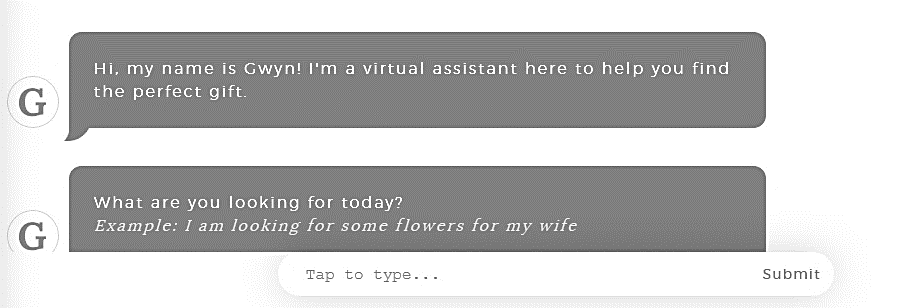 Hi, my name is Gwyn! I'm a virtual assistant here to help you find
the perfect gift.
G
What are you looking for today?
Example: I am looking for some flowers for my wife
G
Tap to type... Submit